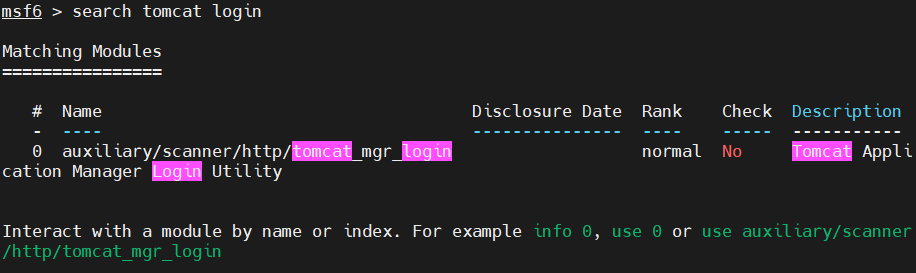 msf6 > search tomcat login
Matching Modules
================
#  Name                                     Disclosure Date  Rank    Check  Description
-  ----                                     ---------------  ----    -----  -----------
0  auxiliary/scanner/http/tomcat_mgr_login                   normal  No     Tomcat Appli
cation Manager Login Utility
Interact with a module by name or index. For example info 0, use 0 or use auxiliary/scanner
/http/tomcat_mgr_login